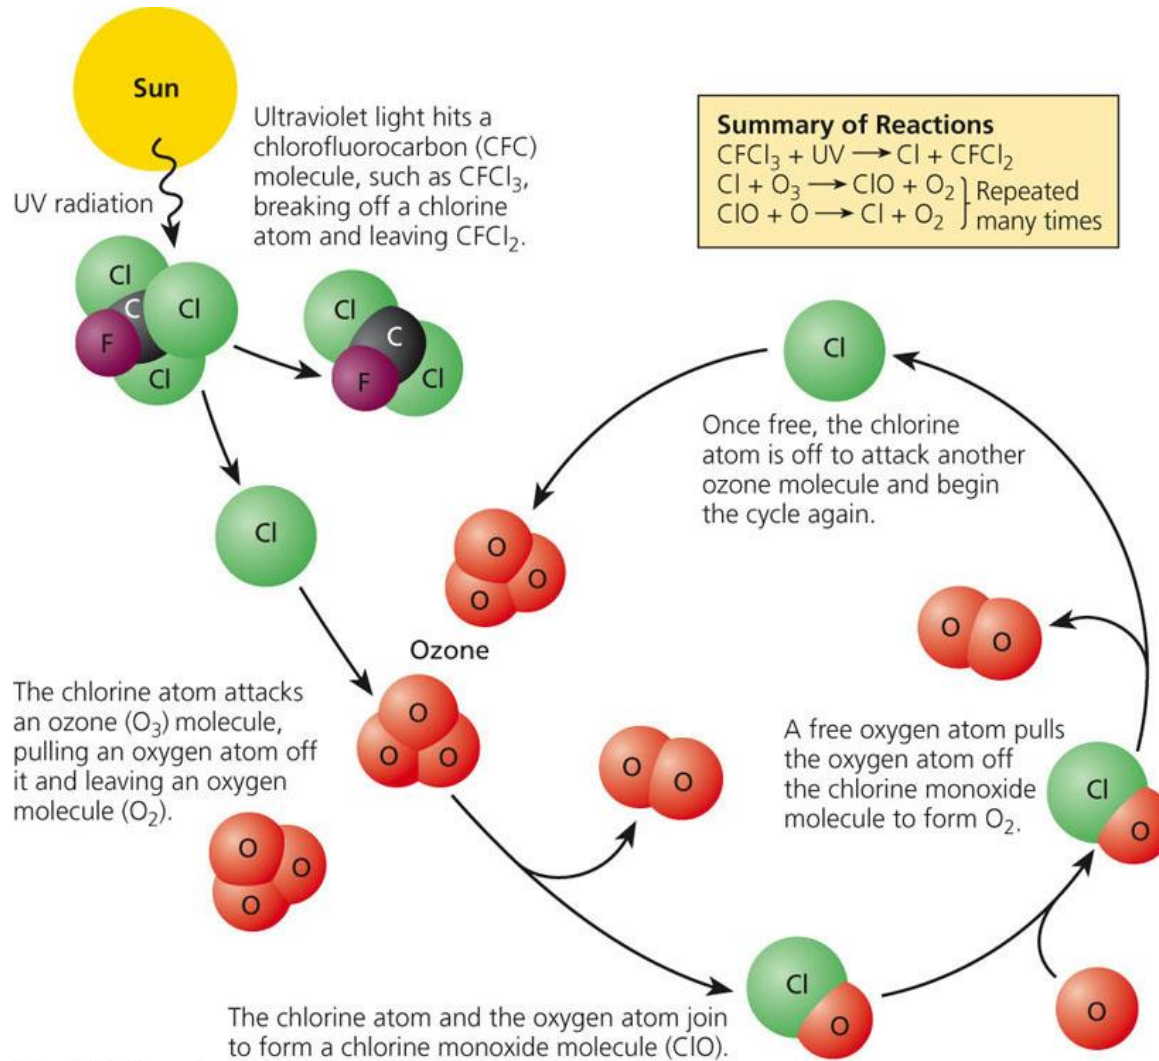 Sun
UV radiation
Ultraviolet light hits a
chlorofluorocarbon (CFC)
molecule, such as CFCl₃,
breaking off a chlorine
atom and leaving CFCl₂.
Summary of Reactions
CFCl₃ + UV → Cl + CFCl₂
Cl + O₃ → ClO + O₂
ClO + O → Cl + O₂
Repeated
many times
Cl
C
Cl
F
Cl
Cl
C
F
Cl
Cl
Once free, the chlorine
atom is off to attack another
ozone molecule and begin
the cycle again.
Cl
O
O
O
Ozone
O
O
O
O
O
The chlorine atom attacks
an ozone (O₃) molecule,
pulling an oxygen atom off
it and leaving an oxygen
molecule (O₂).
O
O
A free oxygen atom pulls
the oxygen atom off
the chlorine monoxide
molecule to form O₂.
Cl
O
O
O
O
Cl
O
O
The chlorine atom and the oxygen atom join
to form a chlorine monoxide molecule (ClO).